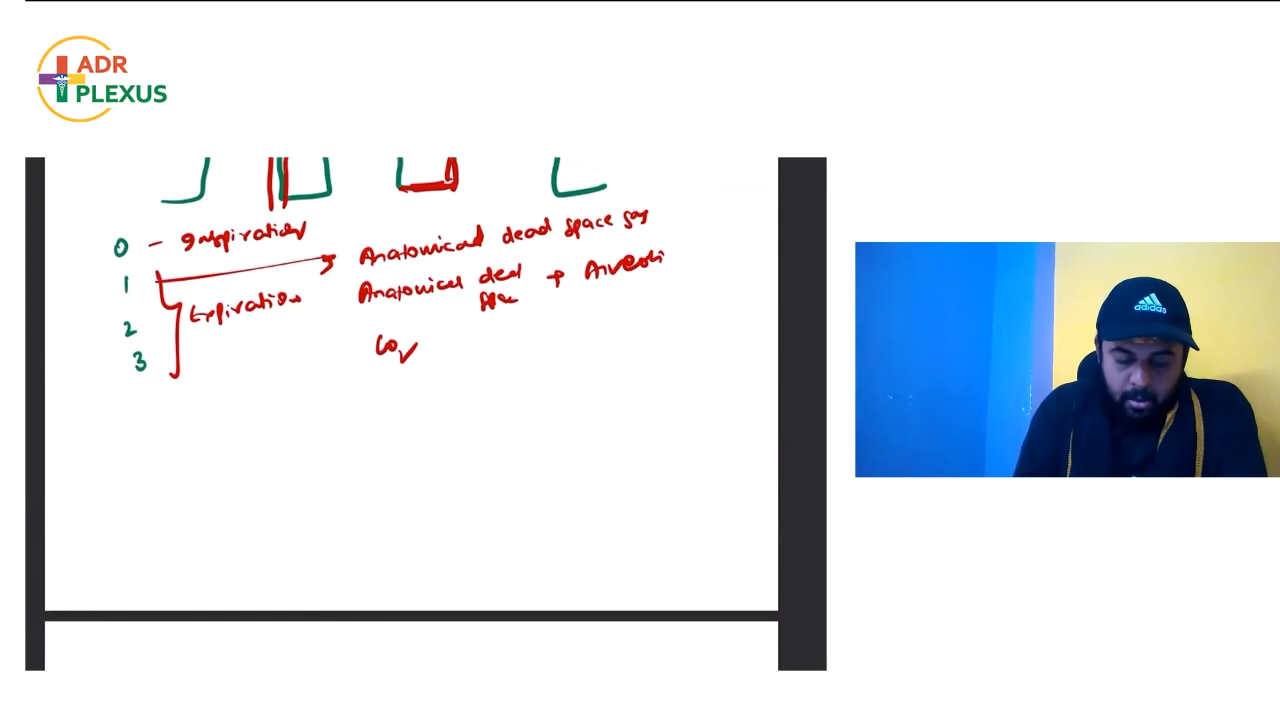 ADR
PLEXUS
0 - Inspiration
1 Anatomical dead space gas
Expiration Anatomical dead space + Alveoli
2
3 CO2
adidas